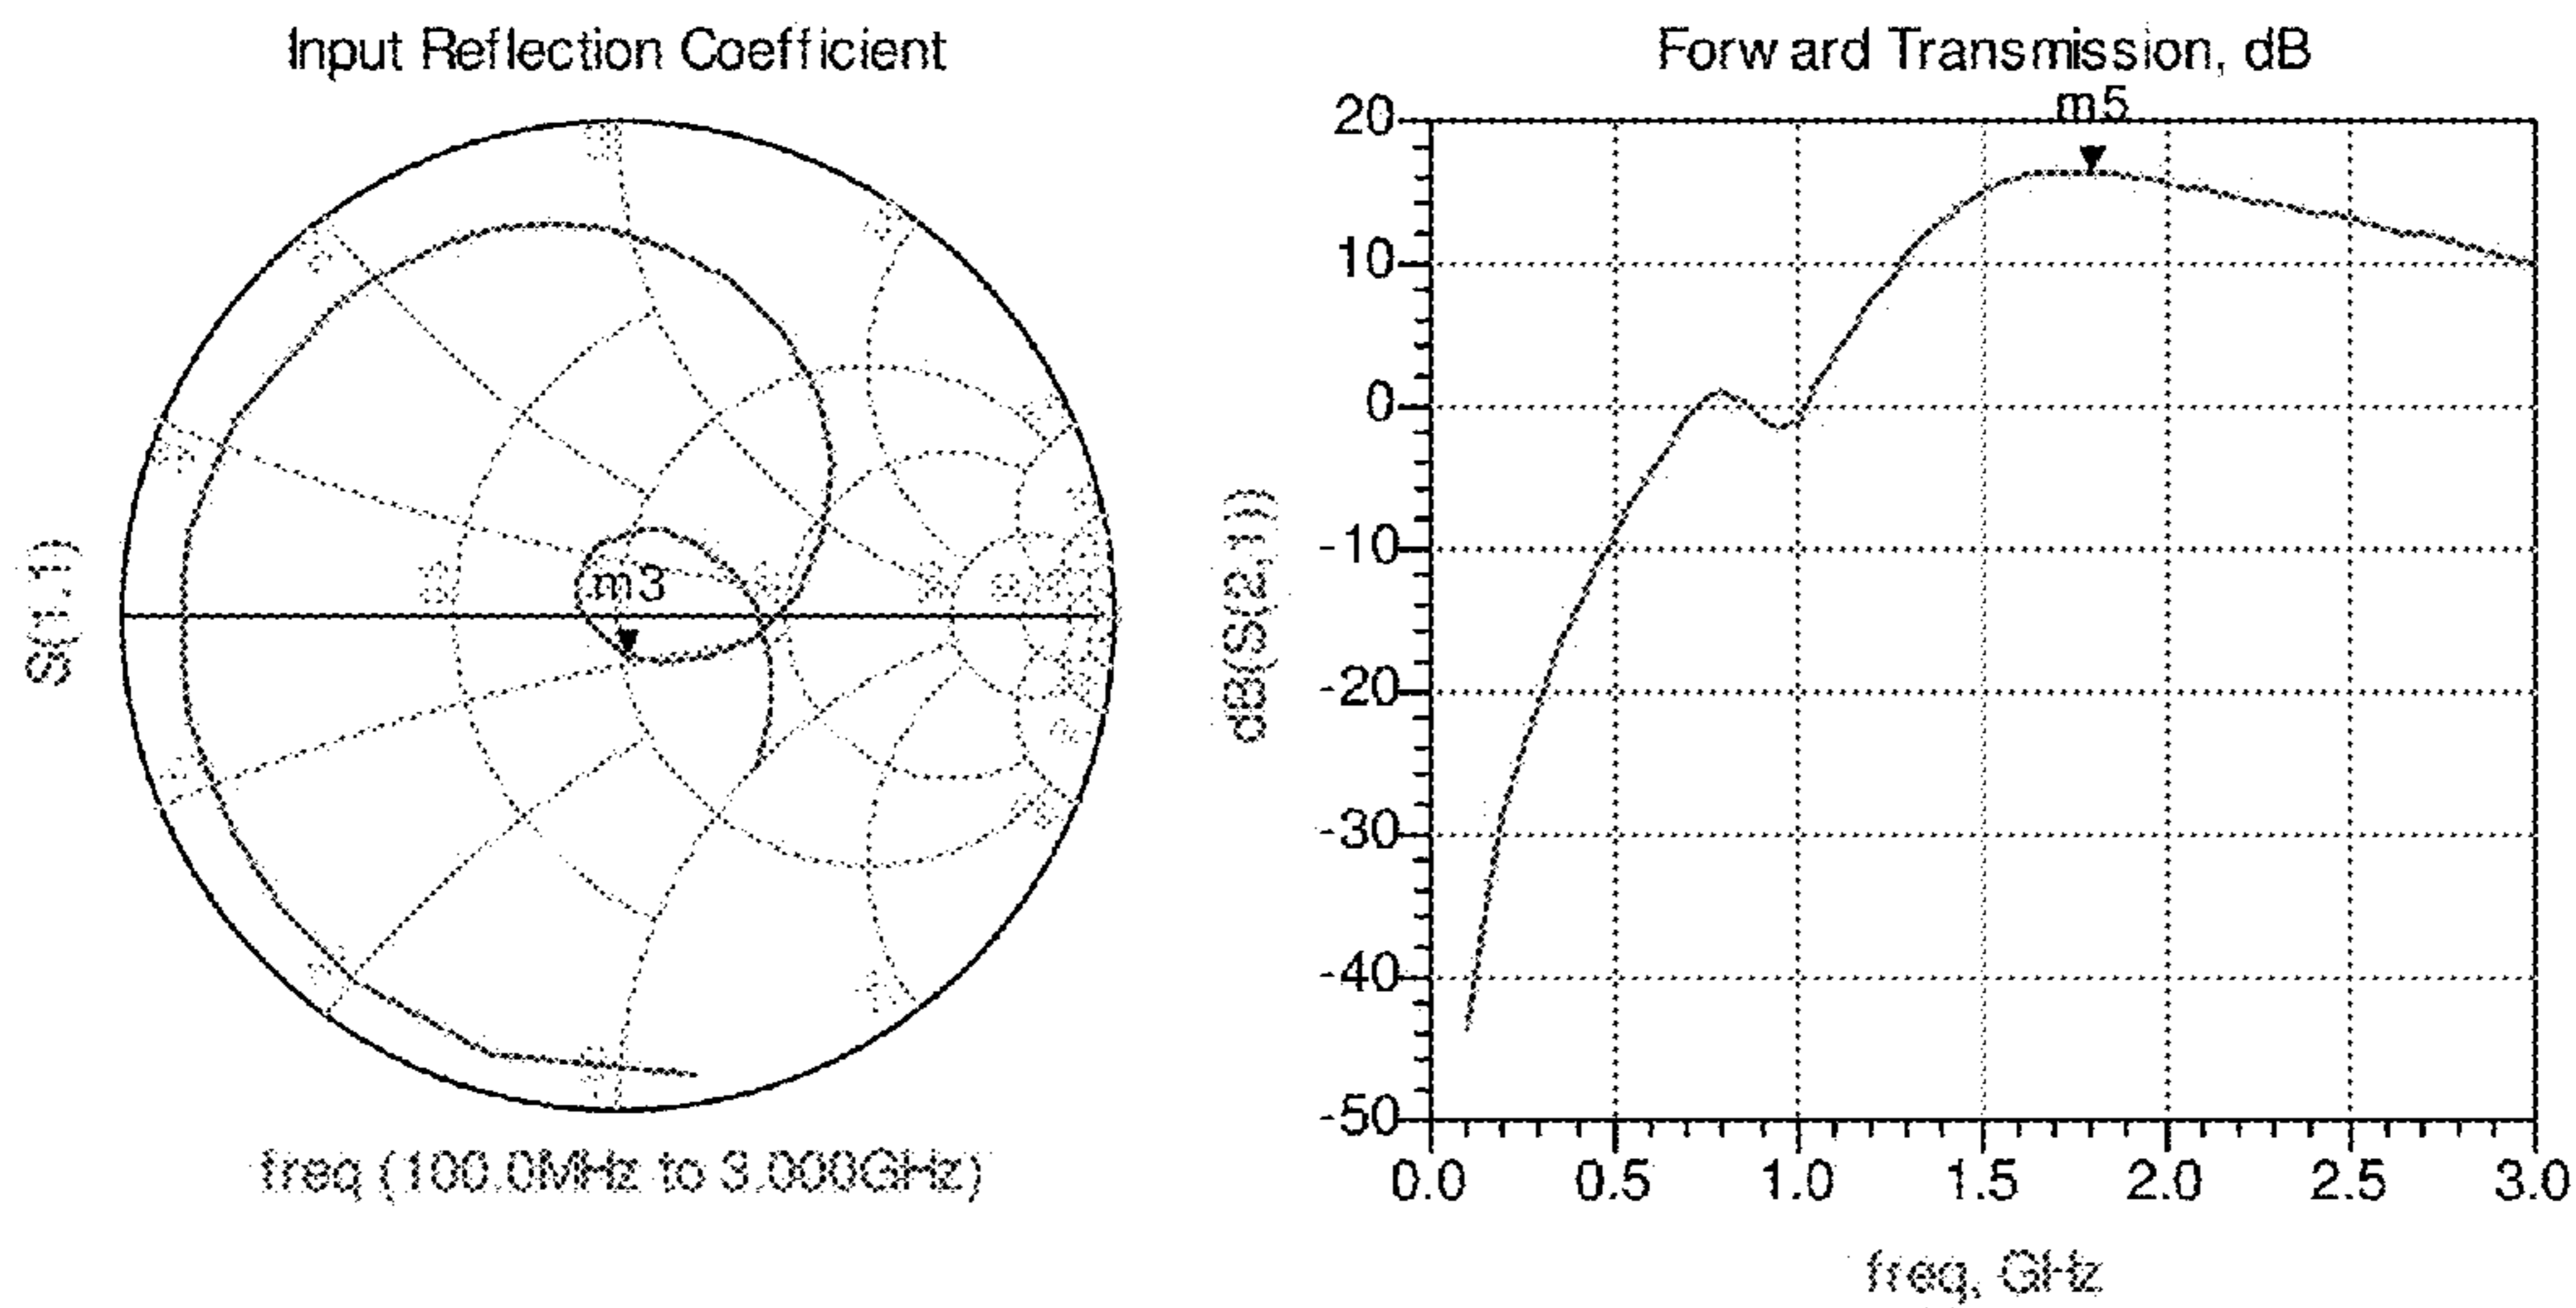 Input Reflection Coefficient
m3
S(1,1)
freq (100.0MHz to 3.000GHz)
Forward Transmission, dB
m5
20
10
0
-10
-20
-30
-40
-50
dB(S(2,1))
0.0 0.5 1.0 1.5 2.0 2.5 3.0
freq, GHz